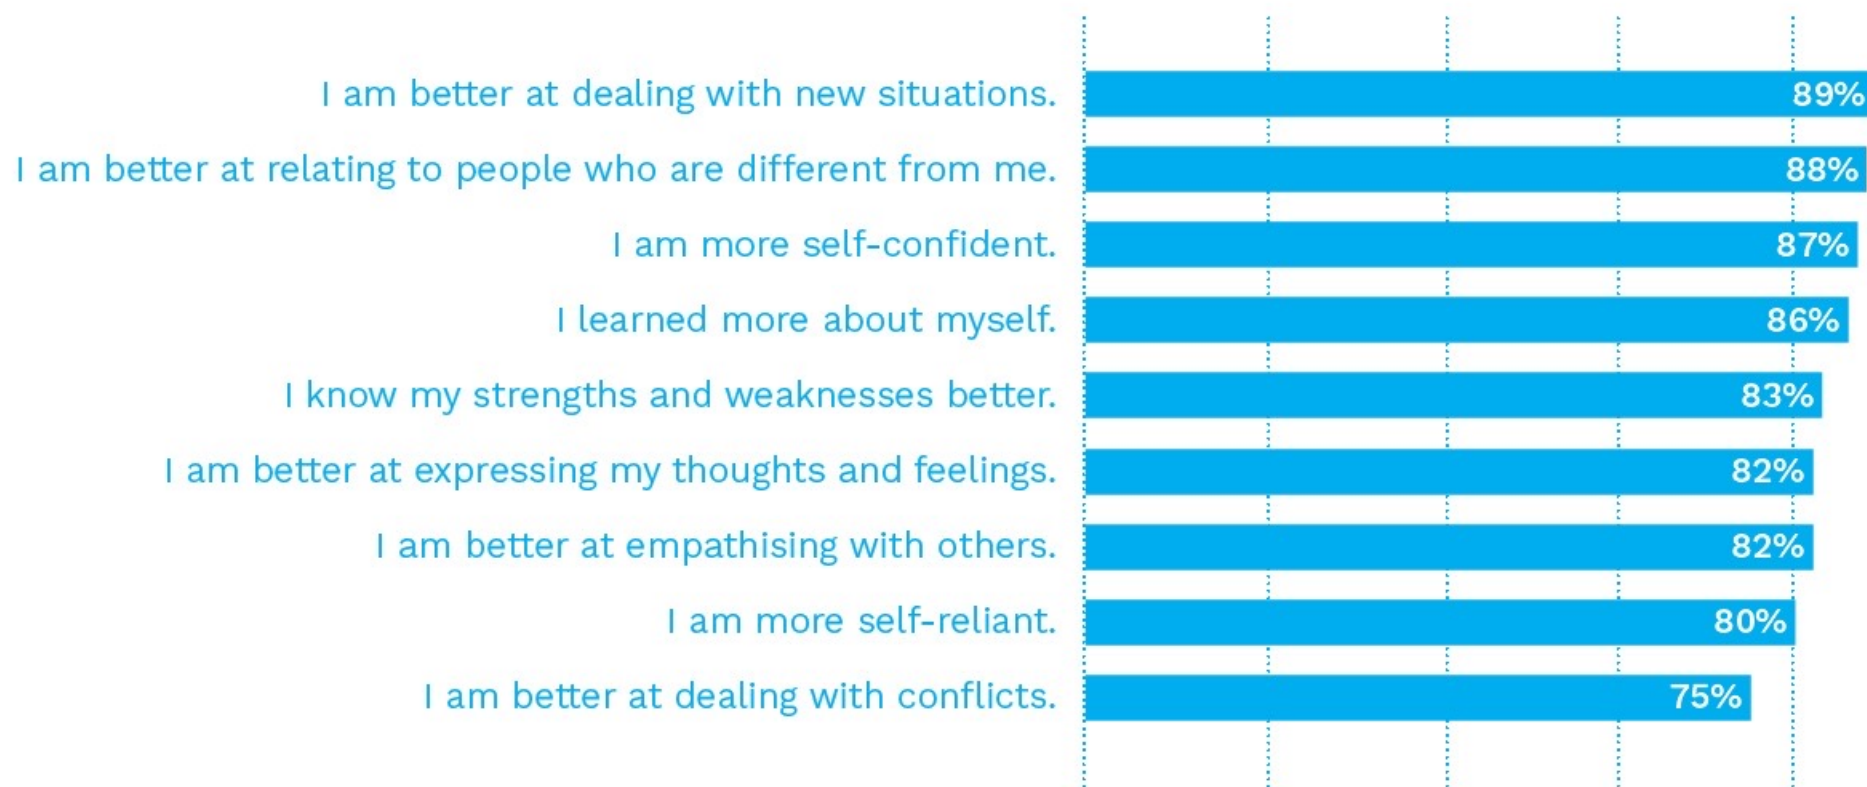 I am better at dealing with new situations. 89%
I am better at relating to people who are different from me. 88%
I am more self-confident. 87%
I learned more about myself. 86%
I know my strengths and weaknesses better. 83%
I am better at expressing my thoughts and feelings. 82%
I am better at empathising with others. 82%
I am more self-reliant. 80%
I am better at dealing with conflicts. 75%